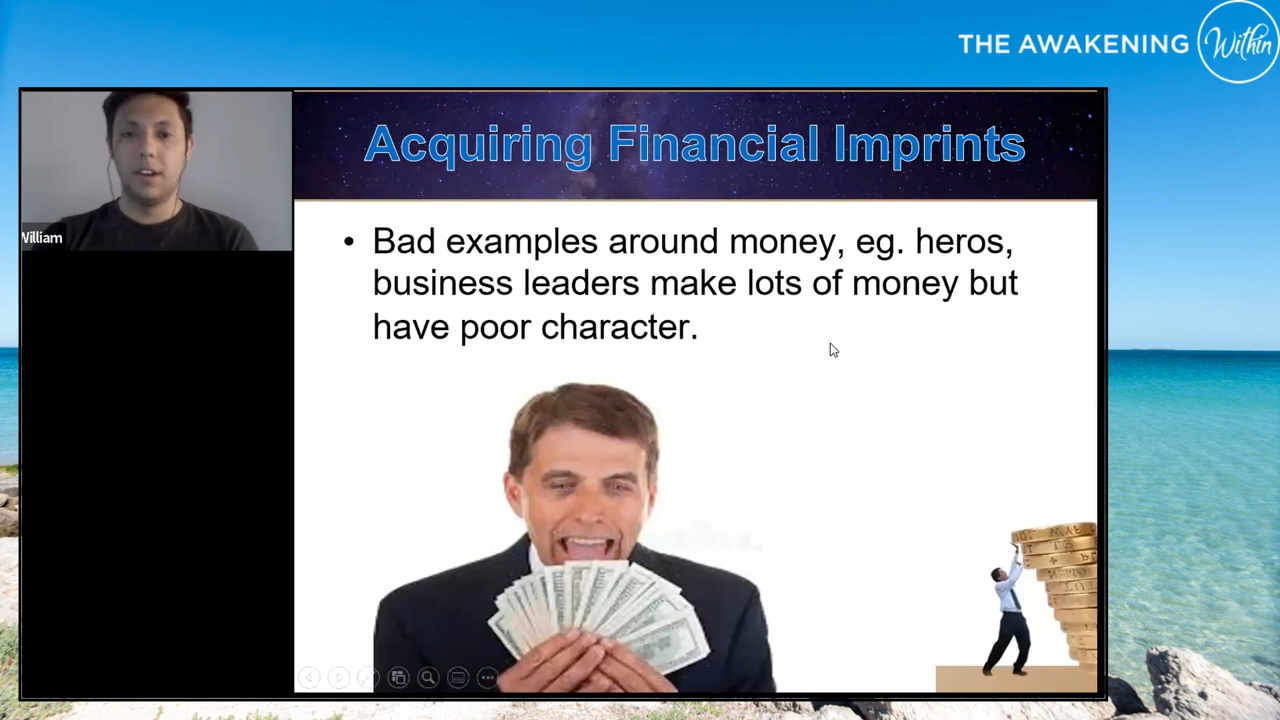 THE AWAKENING Within
William
Acquiring Financial Imprints
• Bad examples around money, eg. heros,
business leaders make lots of money but
have poor character.